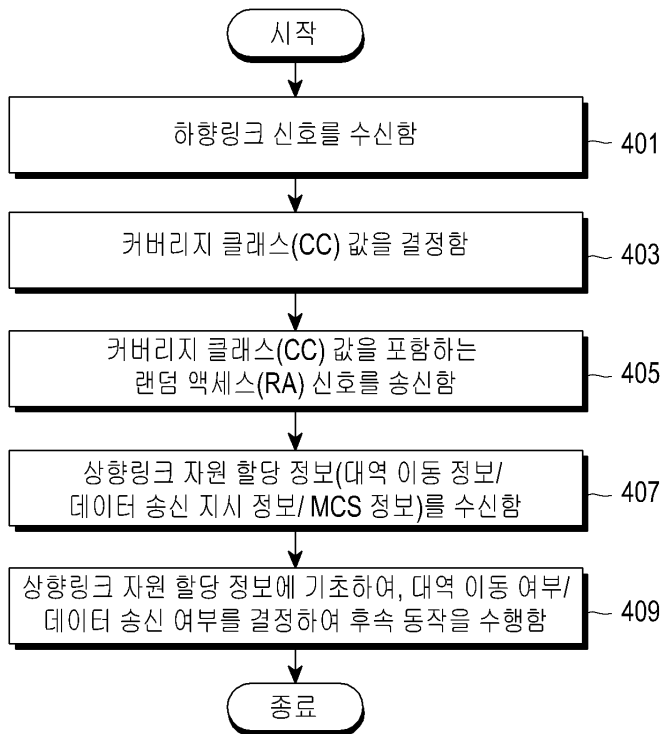 시작
하향링크 신호를 수신함
401
커버리지 클래스(CC) 값을 결정함
403
커버리지 클래스(CC) 값을 포함하는
랜덤 액세스(RA) 신호를 송신함
405
상향링크 자원 할당 정보(대역 이동 정보/
데이터 송신 지시 정보/ MCS 정보)를 수신함
407
상향링크 자원 할당 정보에 기초하여, 대역 이동 여부/
데이터 송신 여부를 결정하여 후속 동작을 수행함
409
종료